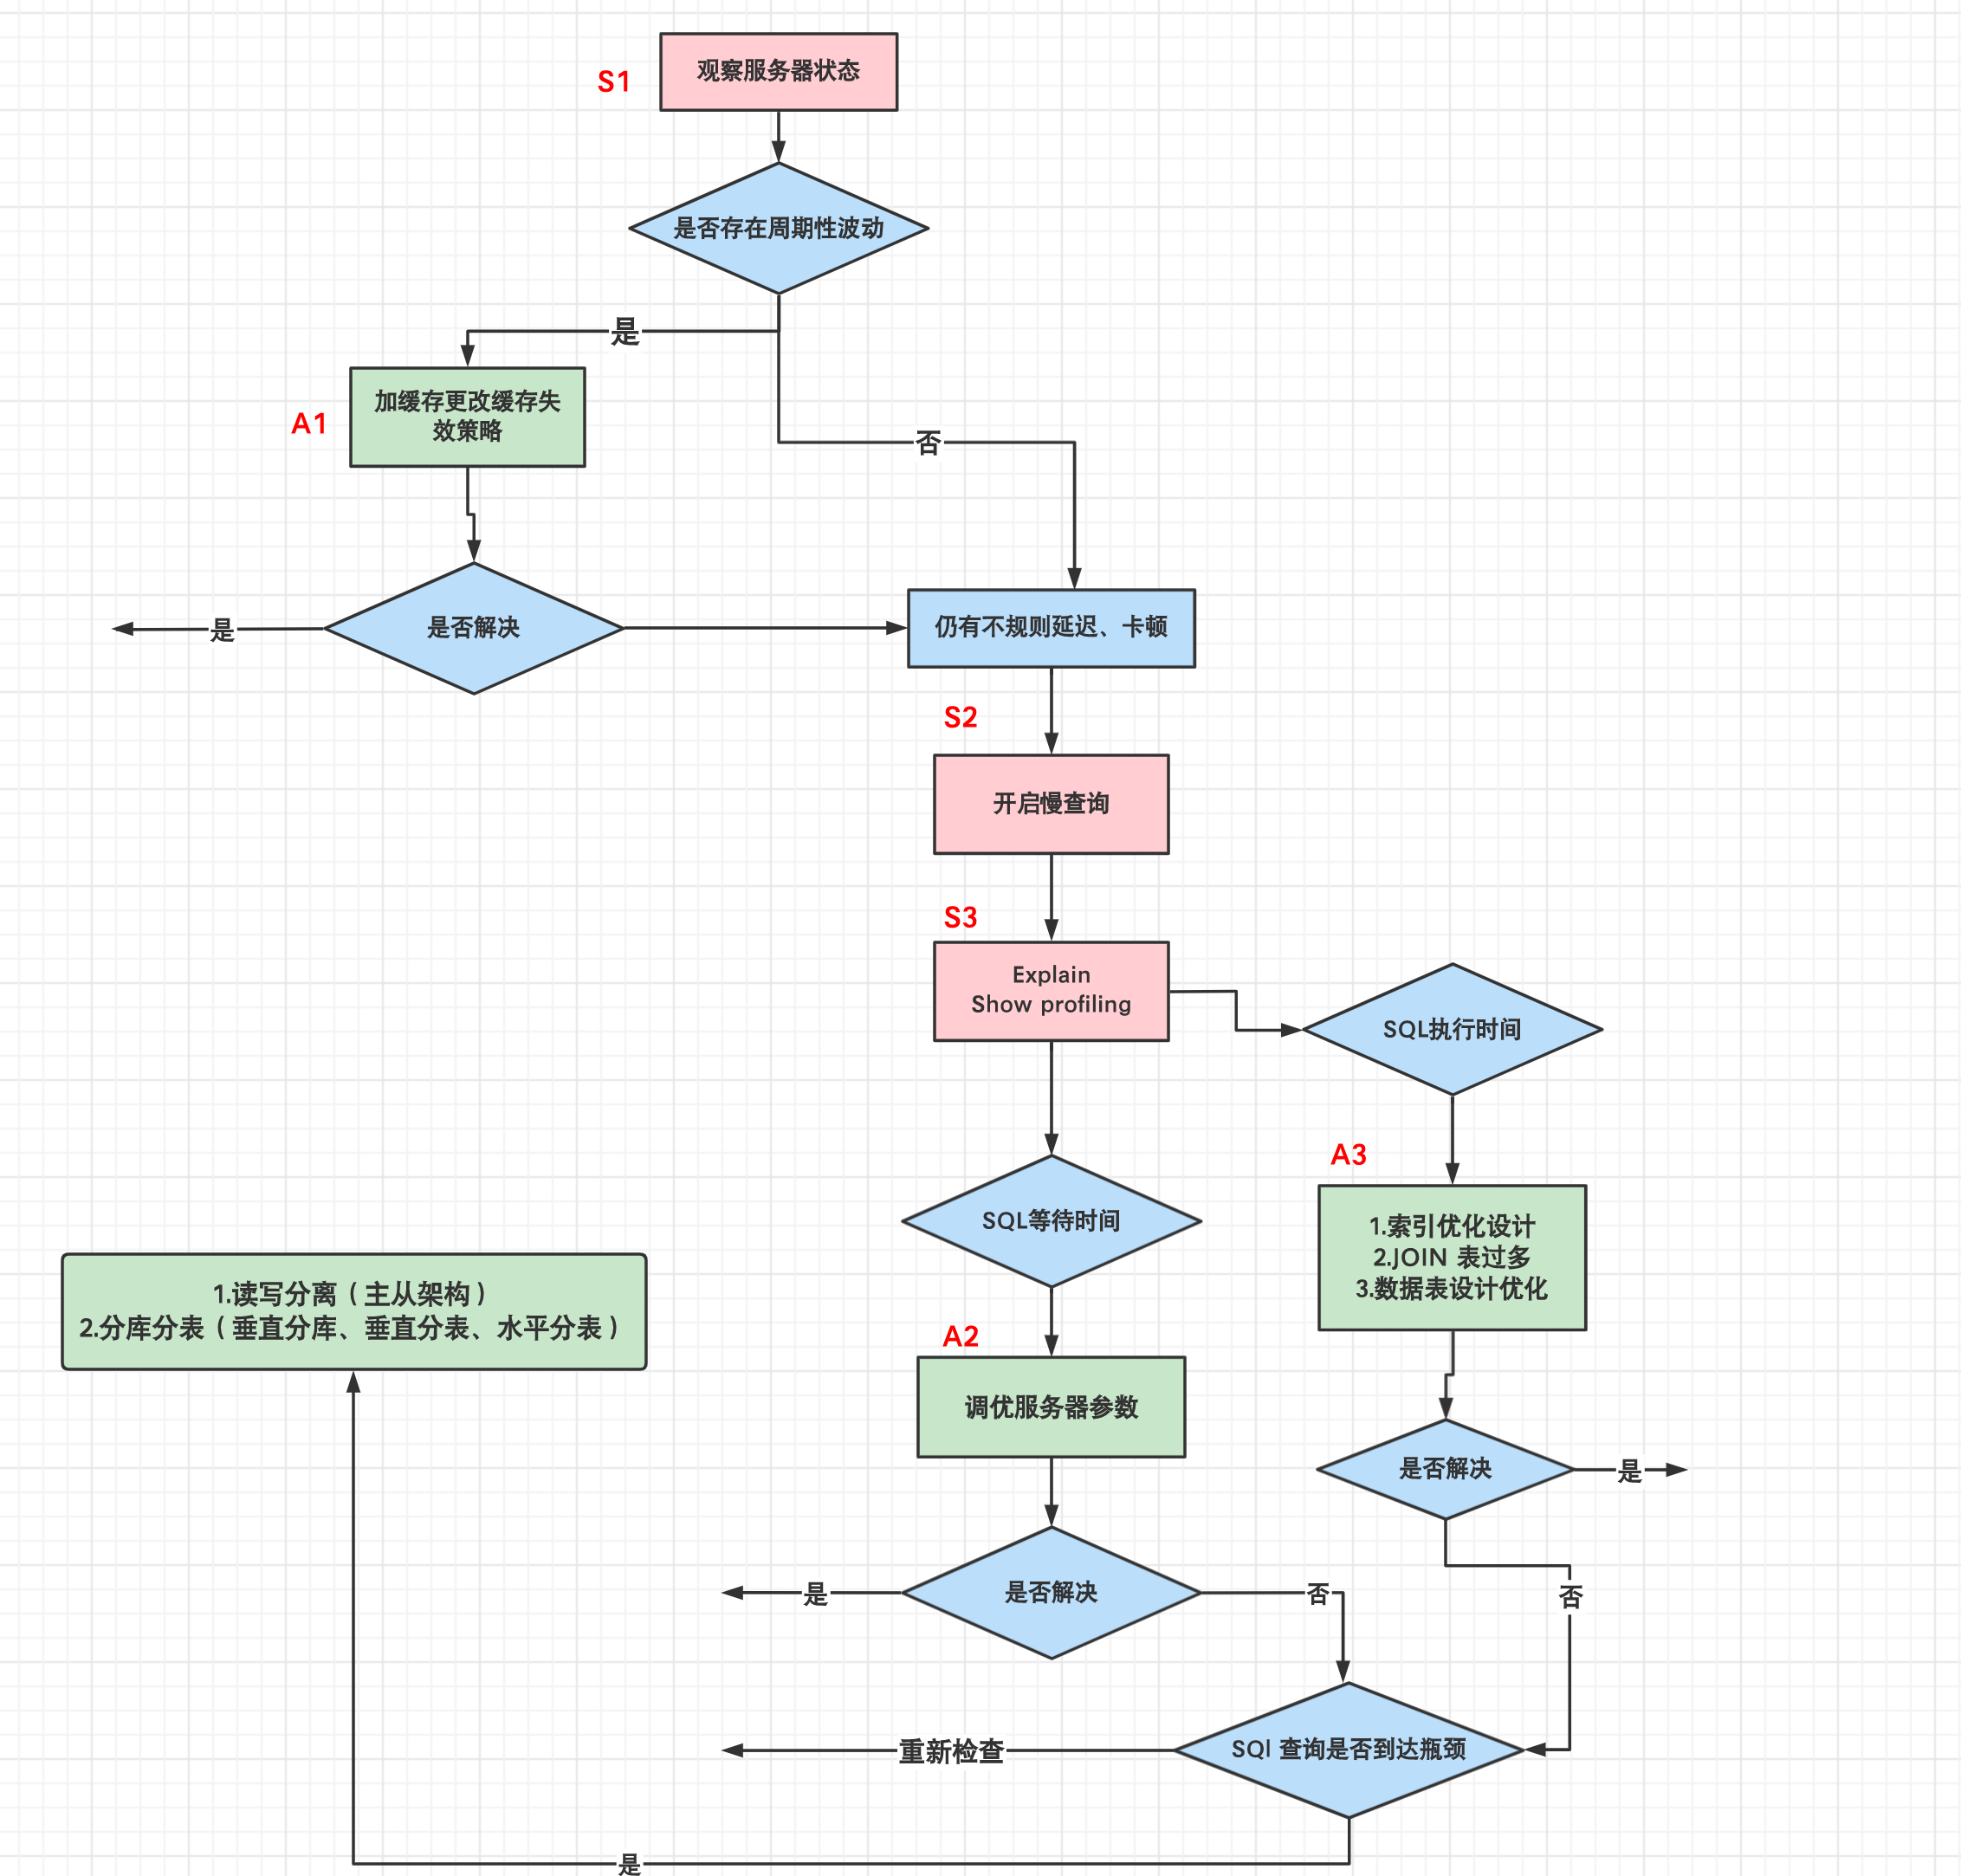 S1
观察服务器状态
是否存在周期性波动
是
A1
加缓存更改缓存失
效策略
否
是
是否解决
仍有不规则延迟、卡顿
S2
开启慢查询
S3
Explain
Show profiling
SQL执行时间
A3
SQL等待时间
1.索引优化设计
2.JOIN 表过多
3.数据表设计优化
1.读写分离（主从架构）
2.分库分表（垂直分库、垂直分表、水平分表）
A2
调优服务器参数
是否解决
是
是
是否解决
否
否
重新检查
SQl 查询是否到达瓶颈
是